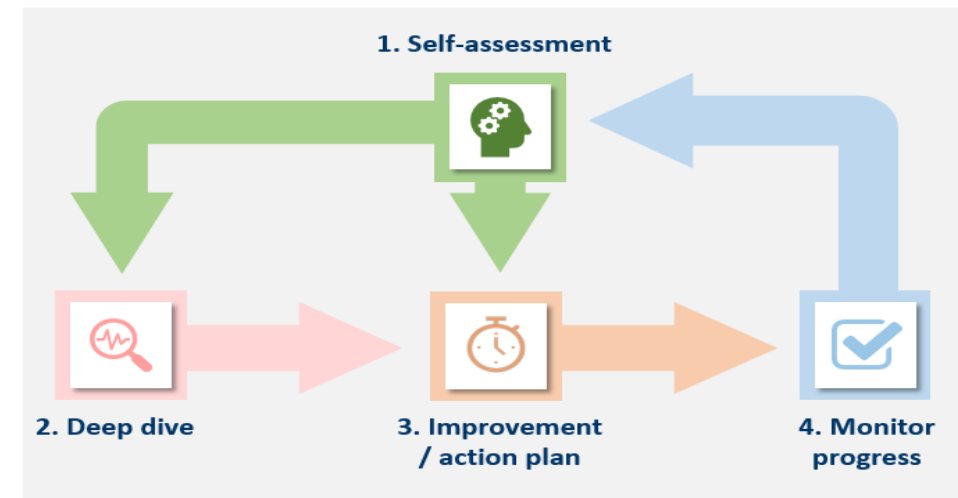 1. Self-assessment
2. Deep dive
3. Improvement
/ action plan
4. Monitor
progress